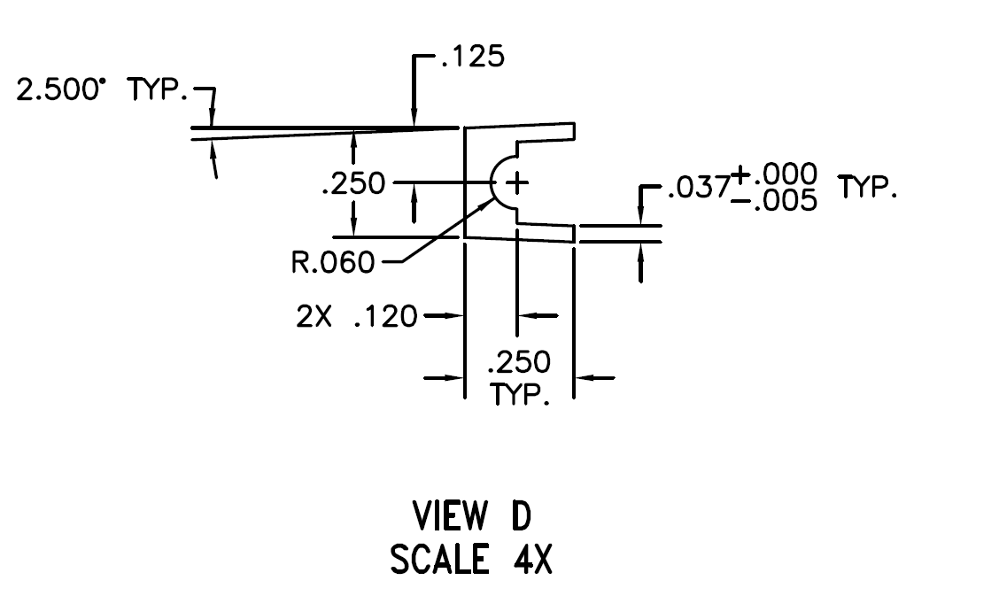 .125
2.500° TYP.
.250
.037 +.000 TYP.
-.005
R.060
2X .120
.250
TYP.
VIEW D
SCALE 4X